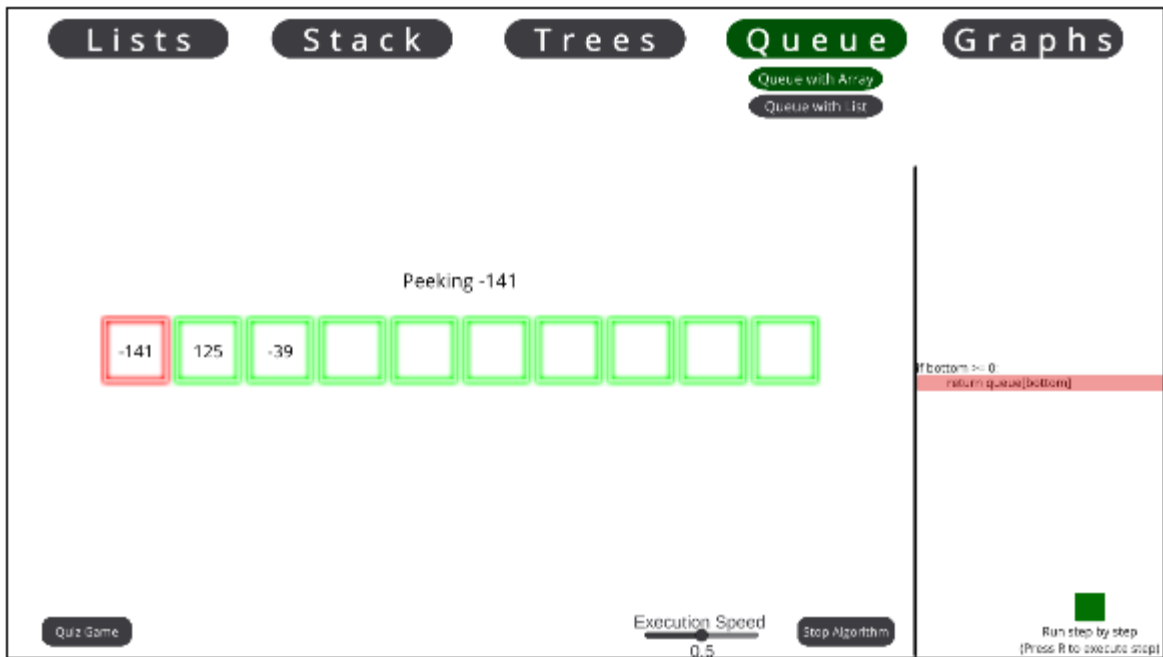 Lists
Stack
Trees
Queue
Graphs
Queue with Array
Queue with List
Peeking -141
-141
125
-39
if bottom >= 0:
return queue[bottom]
Quiz Game
Execution Speed
0.5
Stop Algorithm
Run step by step
(Press R to execute step)